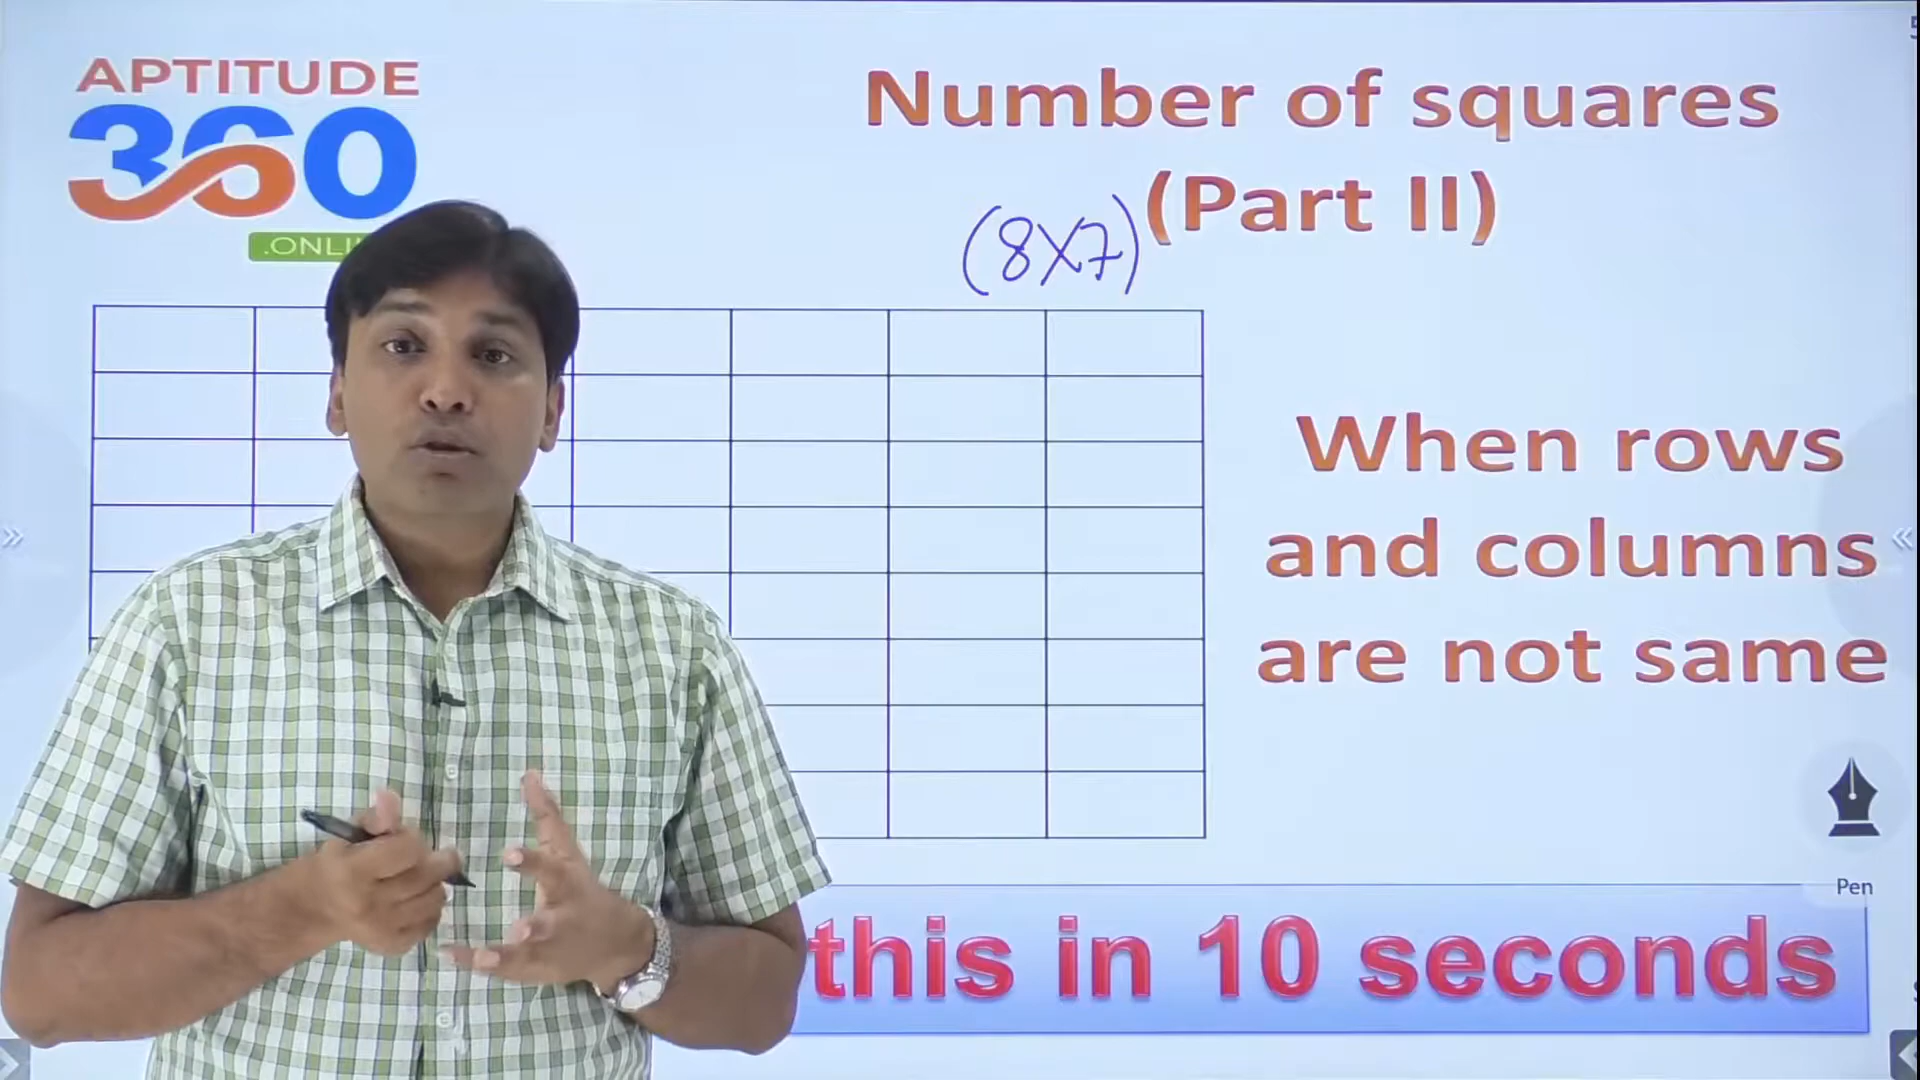 APTITUDE
360
Number of squares
(Part II)
(8X7)
When rows
and columns
are not same
Pen
this in 10 seconds